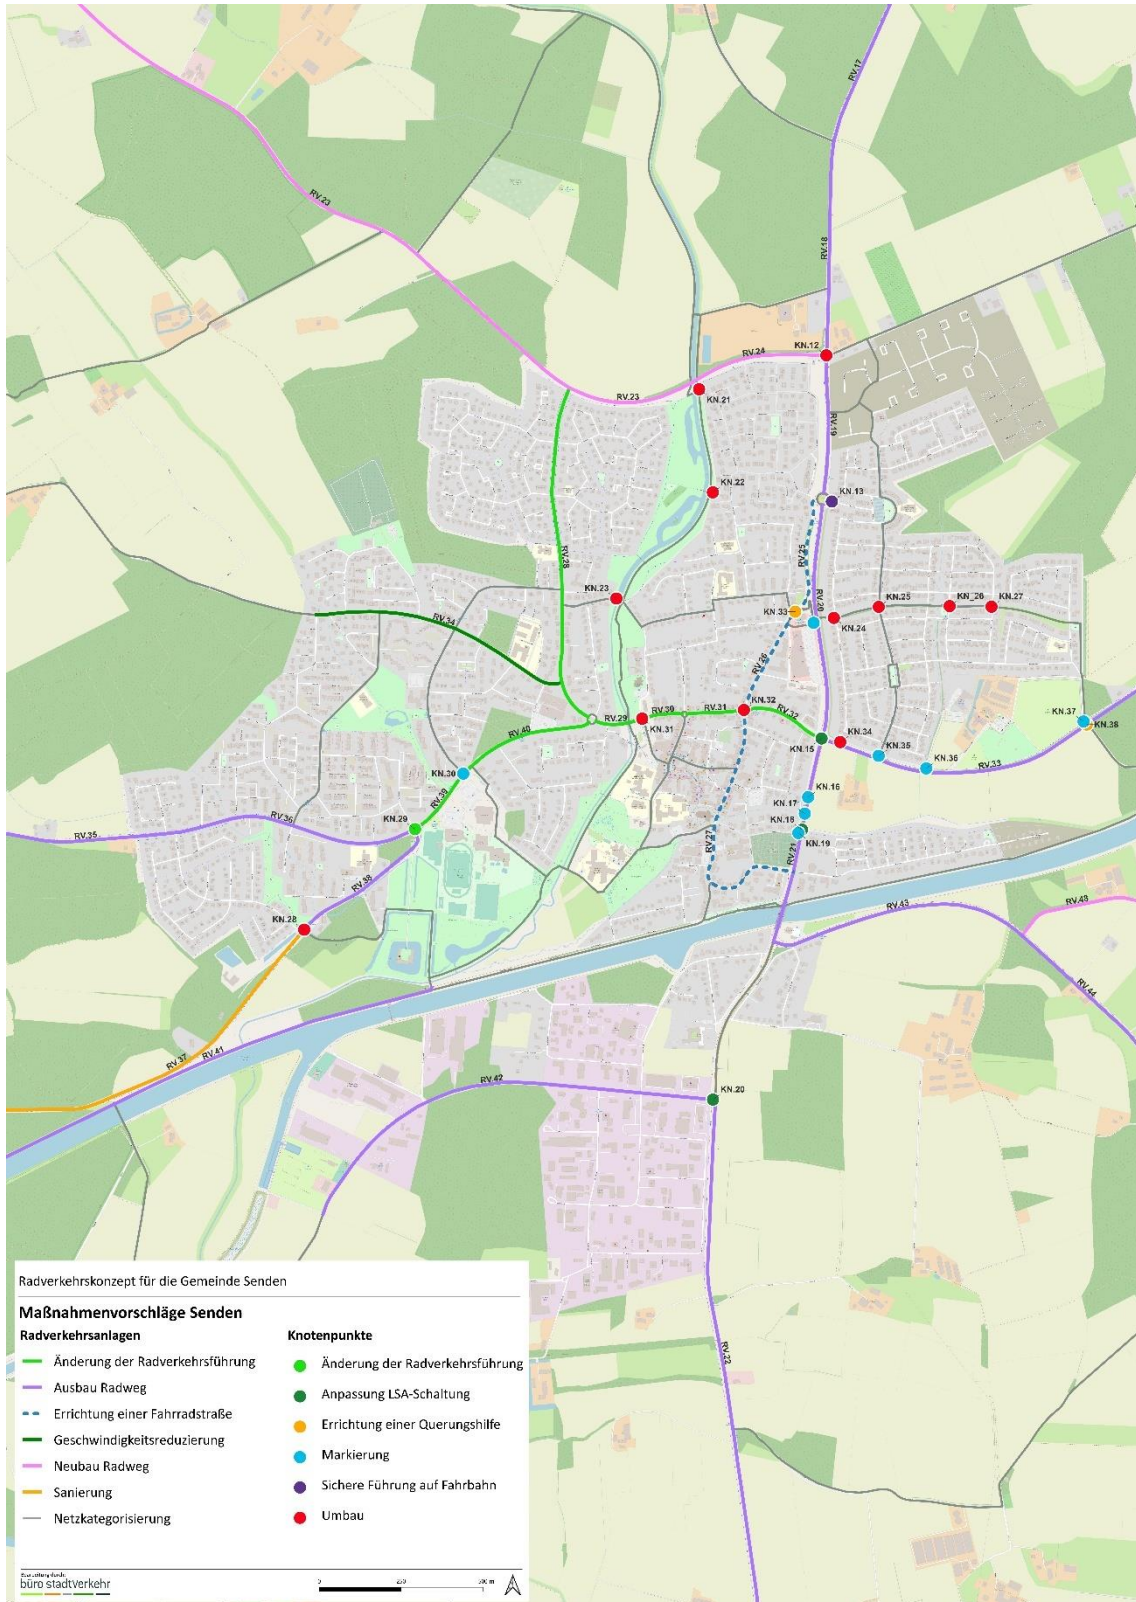 RV.17
RV.23
RV.18
KN.12
RV.24
RV.23
KN.21
RV.19
KN.22
KN.13
RV.28
RV.25
KN.23
KN.33
RV.20
KN.24
KN.25
KN_26
KN.27
RV.34
RV.26
RV.29
RV.30
KN.31
RV.31
KN.32
RV.32
KN.37
KN.38
RV.40
KN.15
KN.34
KN.35
KN.36
RV.33
KN.30
RV.39
KN.16
KN.17
KN.18
KN.19
RV.35
RV.36
KN.29
RV.27
RV.21
RV.38
KN.28
RV.43
RV.48
RV.44
RV.37
RV.41
RV.42
KN.20
RV.22
Radverkehrskonzept für die Gemeinde Senden
Maßnahmenvorschläge Senden
Radverkehrsanlagen
Änderung der Radverkehrsführung
Ausbau Radweg
Errichtung einer Fahrradstraße
Geschwindigkeitsreduzierung
Neubau Radweg
Sanierung
Netzkategorisierung
Knotenpunkte
Änderung der Radverkehrsführung
Anpassung LSA-Schaltung
Errichtung einer Querungshilfe
Markierung
Sichere Führung auf Fahrbahn
Umbau
büro stadtVerkehr
0 250 500 m